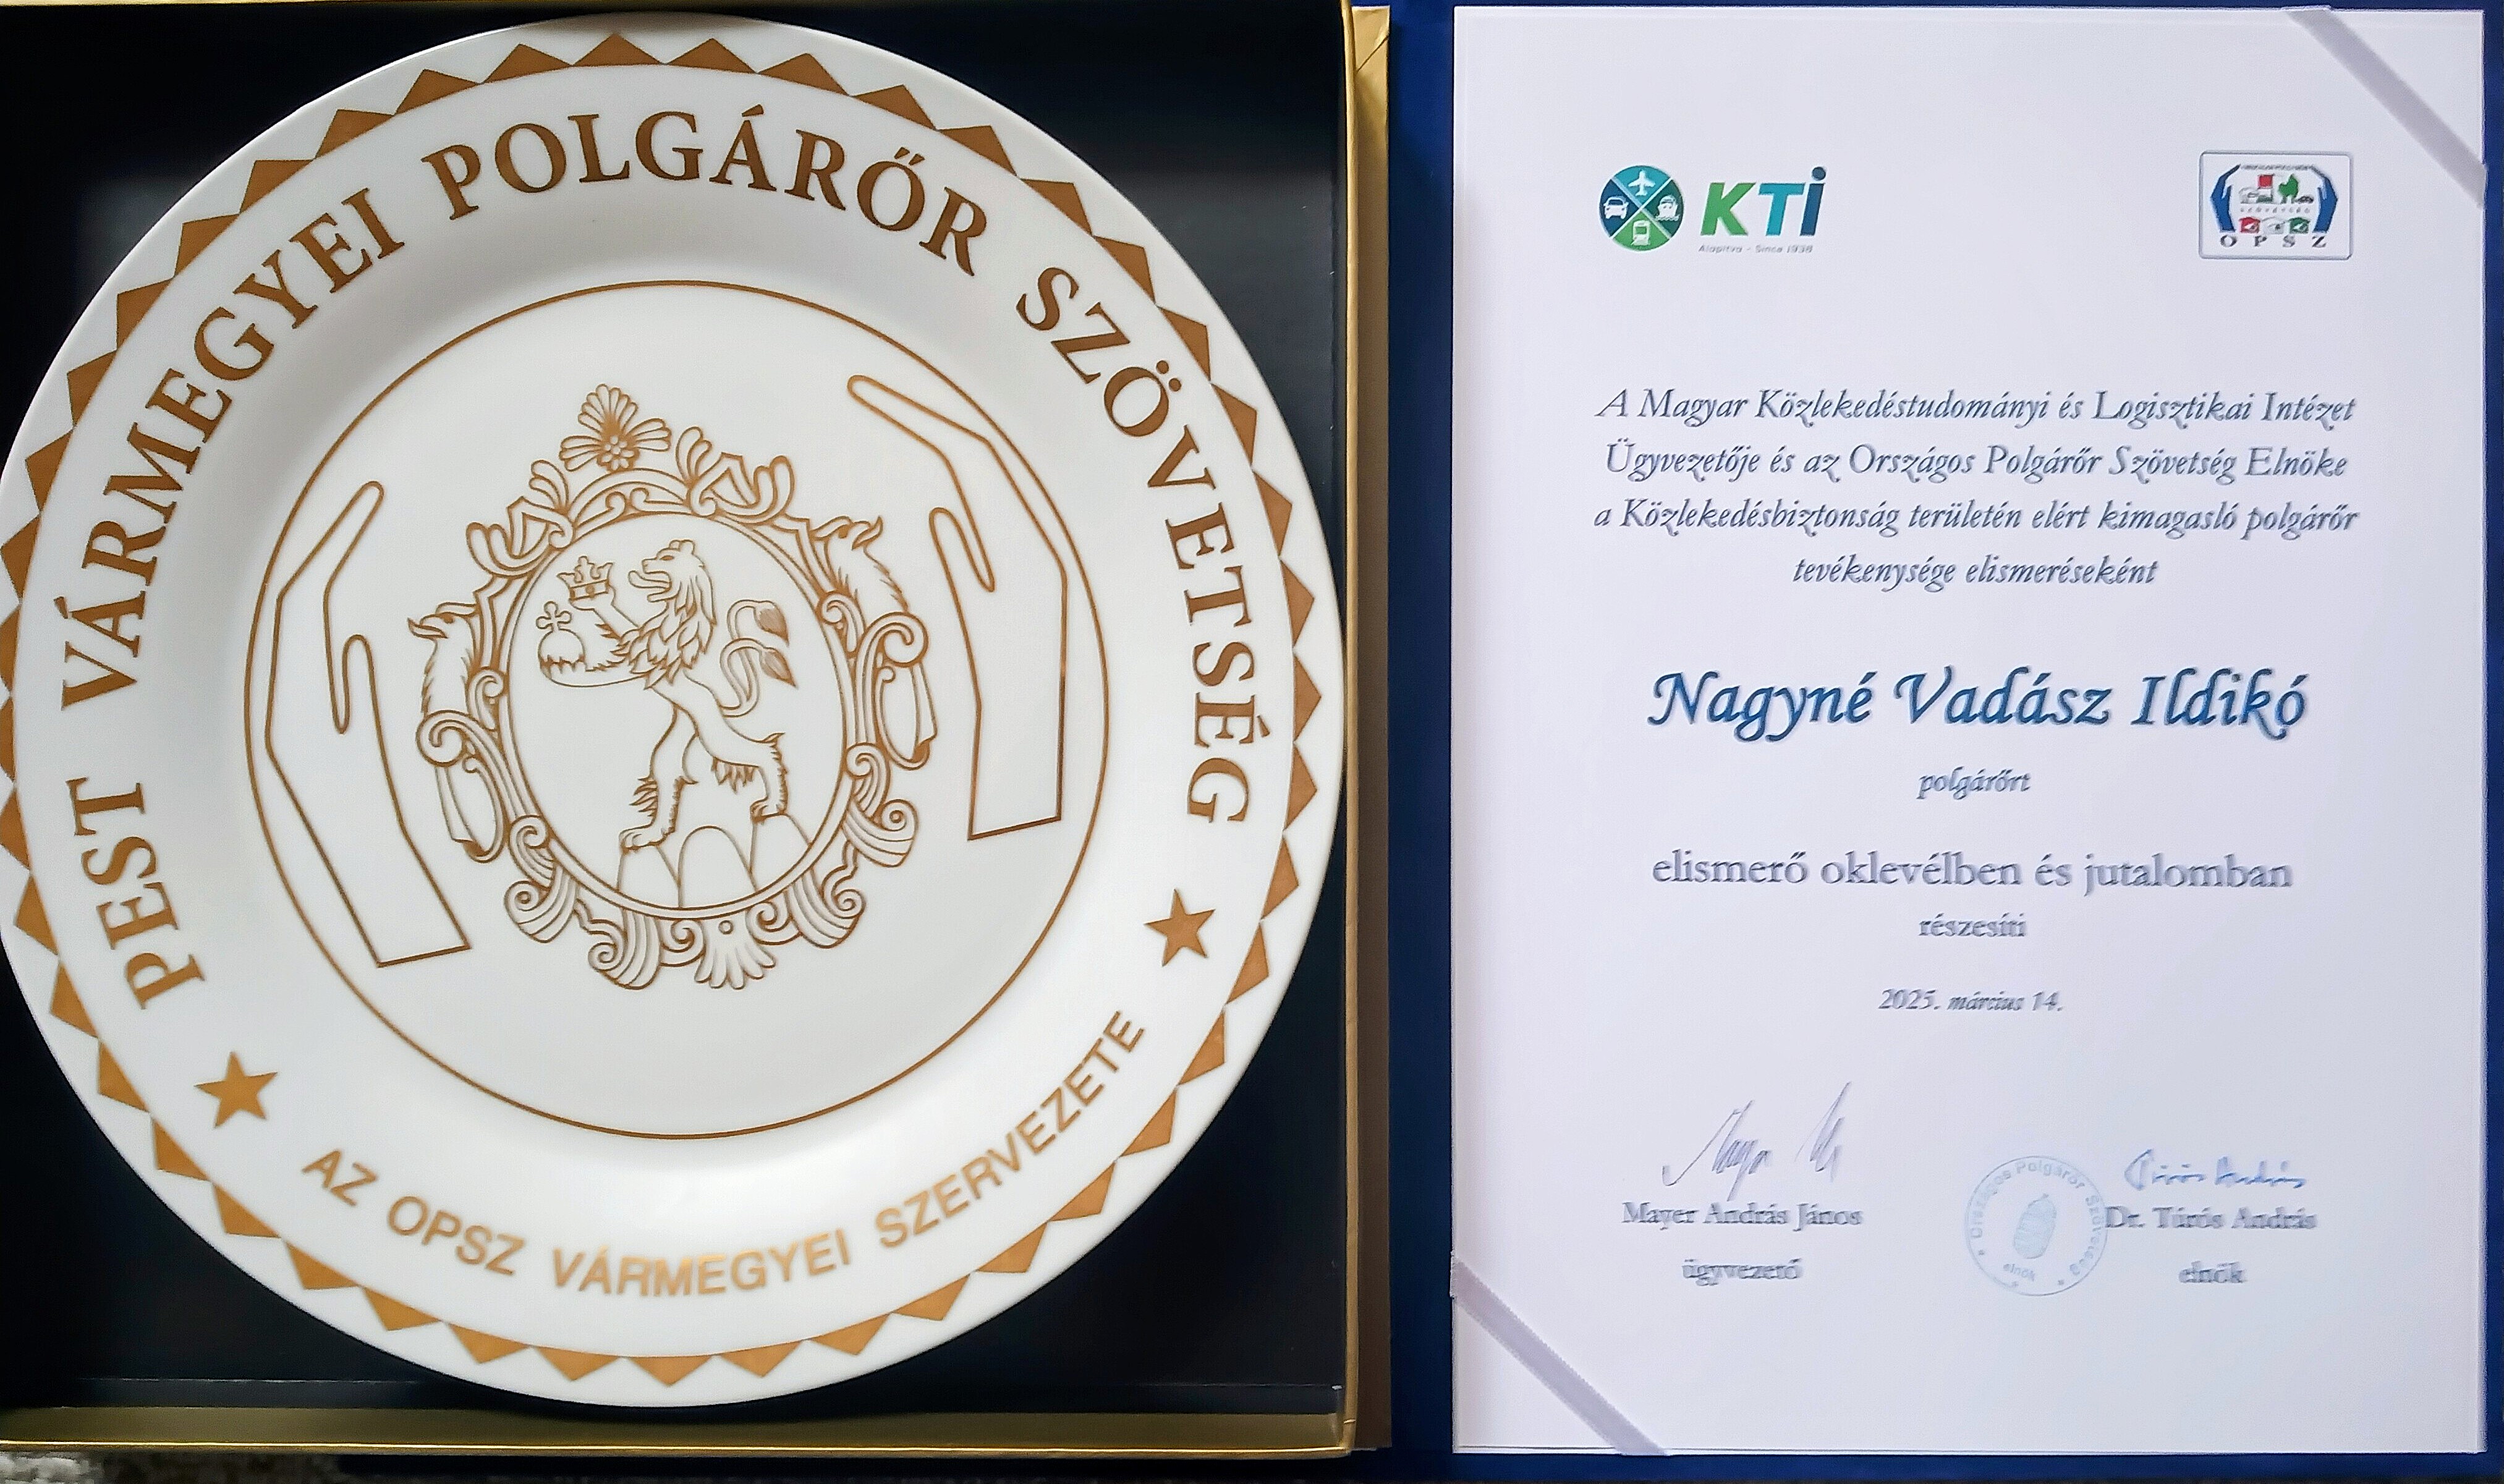 PEST VÁRMEGYEI POLGÁRŐR SZÖVETSÉG
AZ OPSZ VÁRMEGYEI SZERVEZETE
KTI
Alapítva - Since 1938
OPSZ
A Magyar Közlekedéstudományi és Logisztikai Intézet
Ügyvezetője és az Országos Polgárőr Szövetség Elnöke
a Közlekedésbiztonság területén elért kimagasló polgárőr
tevékenysége elismeréseként
Nagyné Vadász Ildikó
polgárőrt
elismerő oklevélben és jutalomban
részesíti
2025. március 14.
Mayer András János
ügyvezető
Országos Polgárőr Szövetség
elnök
Túrós András
Dr. Túrós András
elnök